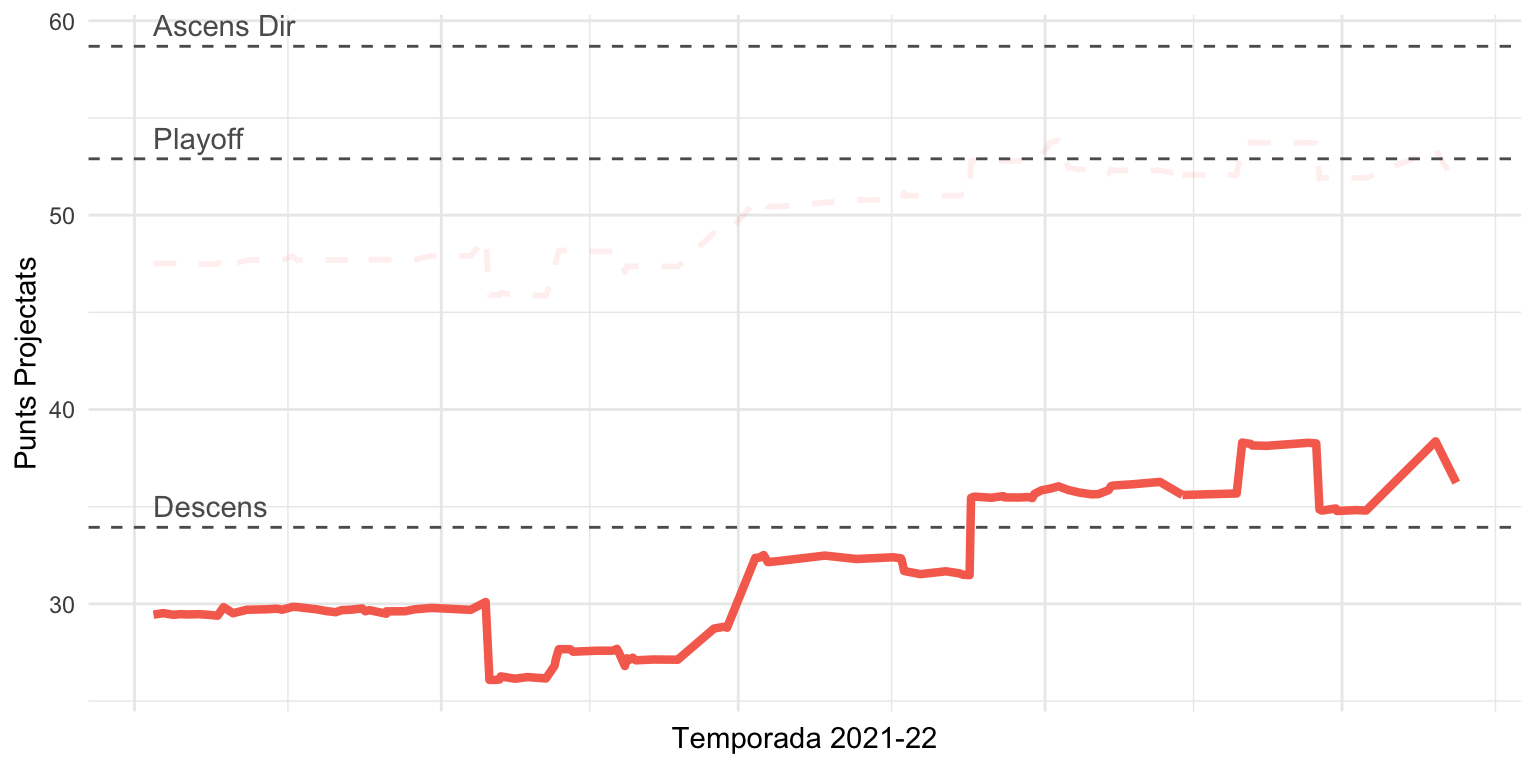 60
Ascens Dir
Playoff
50
Punts Projectats
40
Descens
30
Temporada 2021-22